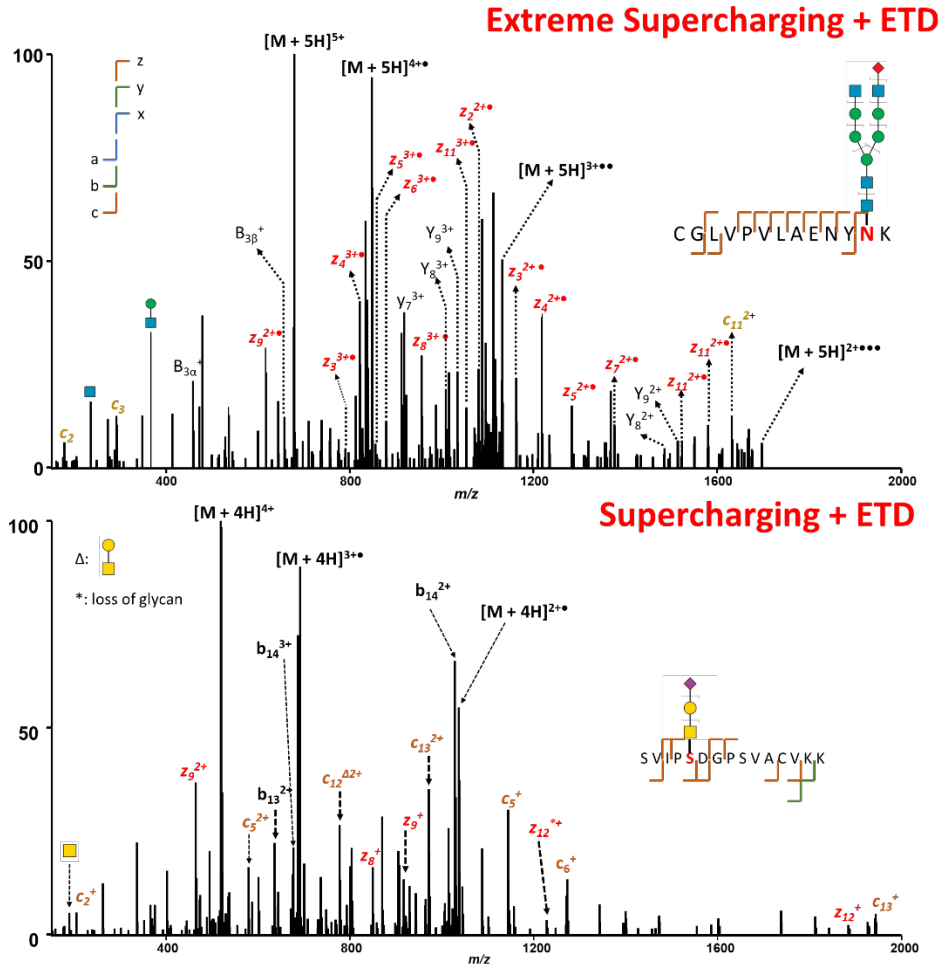 Extreme Supercharging + ETD
100
50
0
z
y
x
a
b
c
[M + 5H]⁵⁺
[M + 5H]⁴⁺•
z₂²⁺•
z₁₁³⁺•
z₅³⁺•
z₆³⁺•
[M + 5H]³⁺••
B₃β⁺
Y₉³⁺
Y₈³⁺
z₄³⁺•
z₃²⁺•
z₄²⁺•
C G L V P V L A E N Y N K
z₉²⁺•
y₇³⁺
z₈³⁺•
z₃³⁺•
B₃α⁺
c₂
c₃
z₅²⁺•
z₇²⁺•
Y₉²⁺
Y₈²⁺
z₁₁²⁺•
z₁₁²⁺•
c₁₁²⁺
[M + 5H]²⁺•••
400 800 1200 1600 2000
m/z
Supercharging + ETD
100
50
0
[M + 4H]⁴⁺
[M + 4H]³⁺•
Δ:
*: loss of glycan
b₁₄²⁺
[M + 4H]²⁺•
b₁₄³⁺
S V I P S D G P S V A C V K K
z₉²⁺
c₅²⁺
b₁₃²⁺
c₁₂Δ²⁺
c₁₃²⁺
z₈⁺
z₉⁺
c₅⁺
z₁₂*⁺
c₆⁺
c₂⁺
z₁₂⁺
c₁₃⁺
400 800 1200 1600 2000
m/z